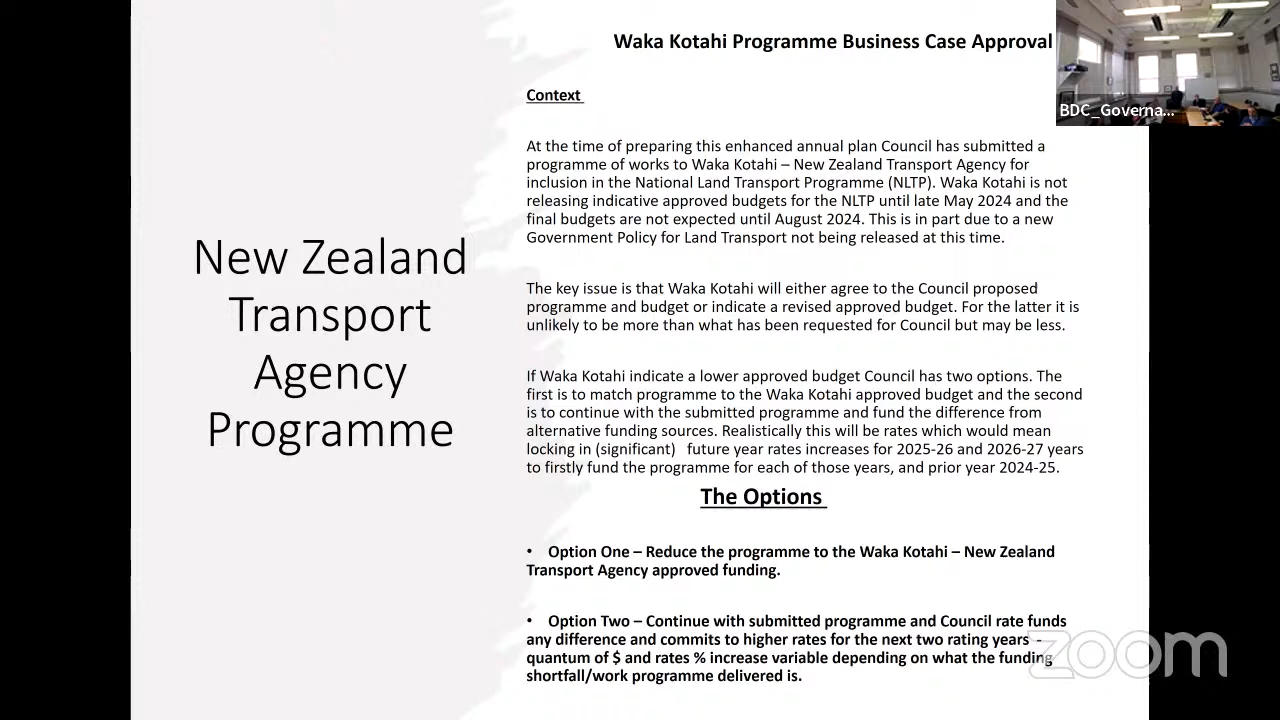 Waka Kotahi Programme Business Case Approval
BDC_Governa...
Context
At the time of preparing this enhanced annual plan Council has submitted a
programme of works to Waka Kotahi – New Zealand Transport Agency for
inclusion in the National Land Transport Programme (NLTP). Waka Kotahi is not
releasing indicative approved budgets for the NLTP until late May 2024 and the
final budgets are not expected until August 2024. This is in part due to a new
Government Policy for Land Transport not being released at this time.
The key issue is that Waka Kotahi will either agree to the Council proposed
programme and budget or indicate a revised approved budget. For the latter it is
unlikely to be more than what has been requested for Council but may be less.
If Waka Kotahi indicate a lower approved budget Council has two options. The
first is to match programme to the Waka Kotahi approved budget and the second
is to continue with the submitted programme and fund the difference from
alternative funding sources. Realistically this will be rates which would mean
locking in (significant) future year rates increases for 2025-26 and 2026-27 years
to firstly fund the programme for each of those years, and prior year 2024-25.
New Zealand
Transport
Agency
Programme
The Options
• Option One – Reduce the programme to the Waka Kotahi – New Zealand
Transport Agency approved funding.
• Option Two – Continue with submitted programme and Council rate funds
any difference and commits to higher rates for the next two rating years -
quantum of $ and rates % increase variable depending on what the funding
shortfall/work programme delivered is.
zoom